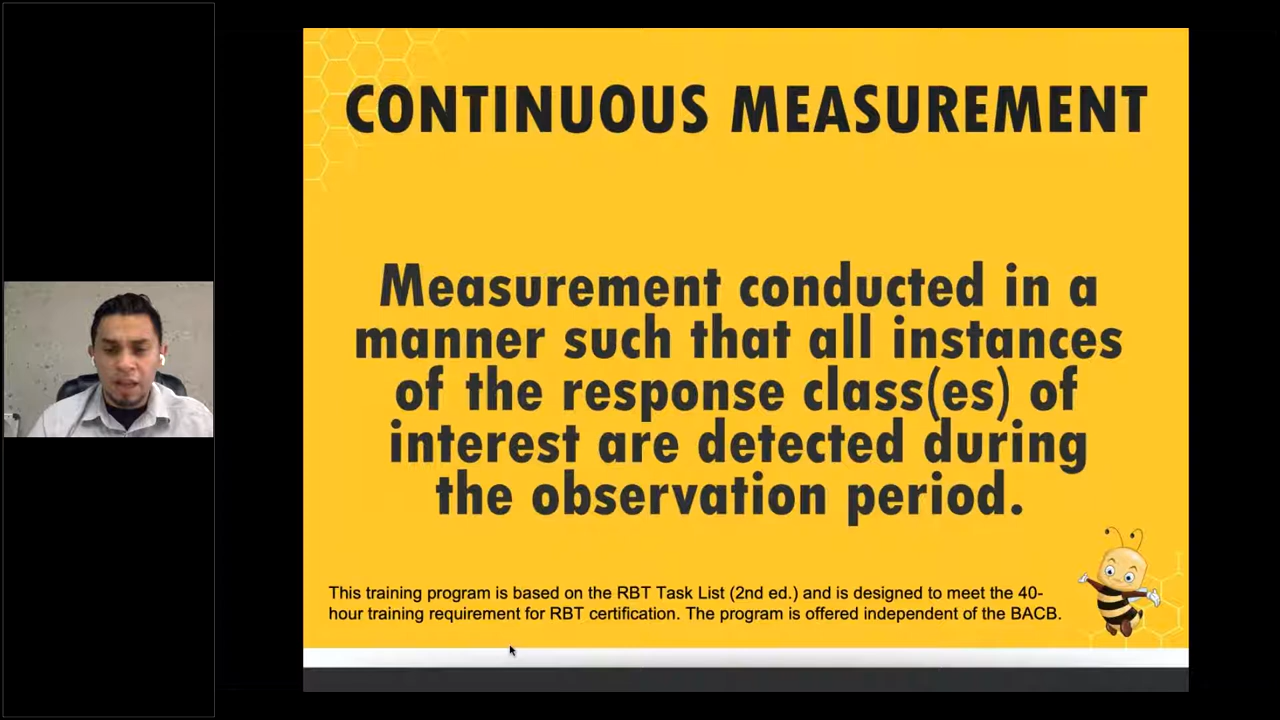 CONTINUOUS MEASUREMENT
Measurement conducted in a
manner such that all instances
of the response class(es) of
interest are detected during
the observation period.
This training program is based on the RBT Task List (2nd ed.) and is designed to meet the 40-
hour training requirement for RBT certification. The program is offered independent of the BACB.